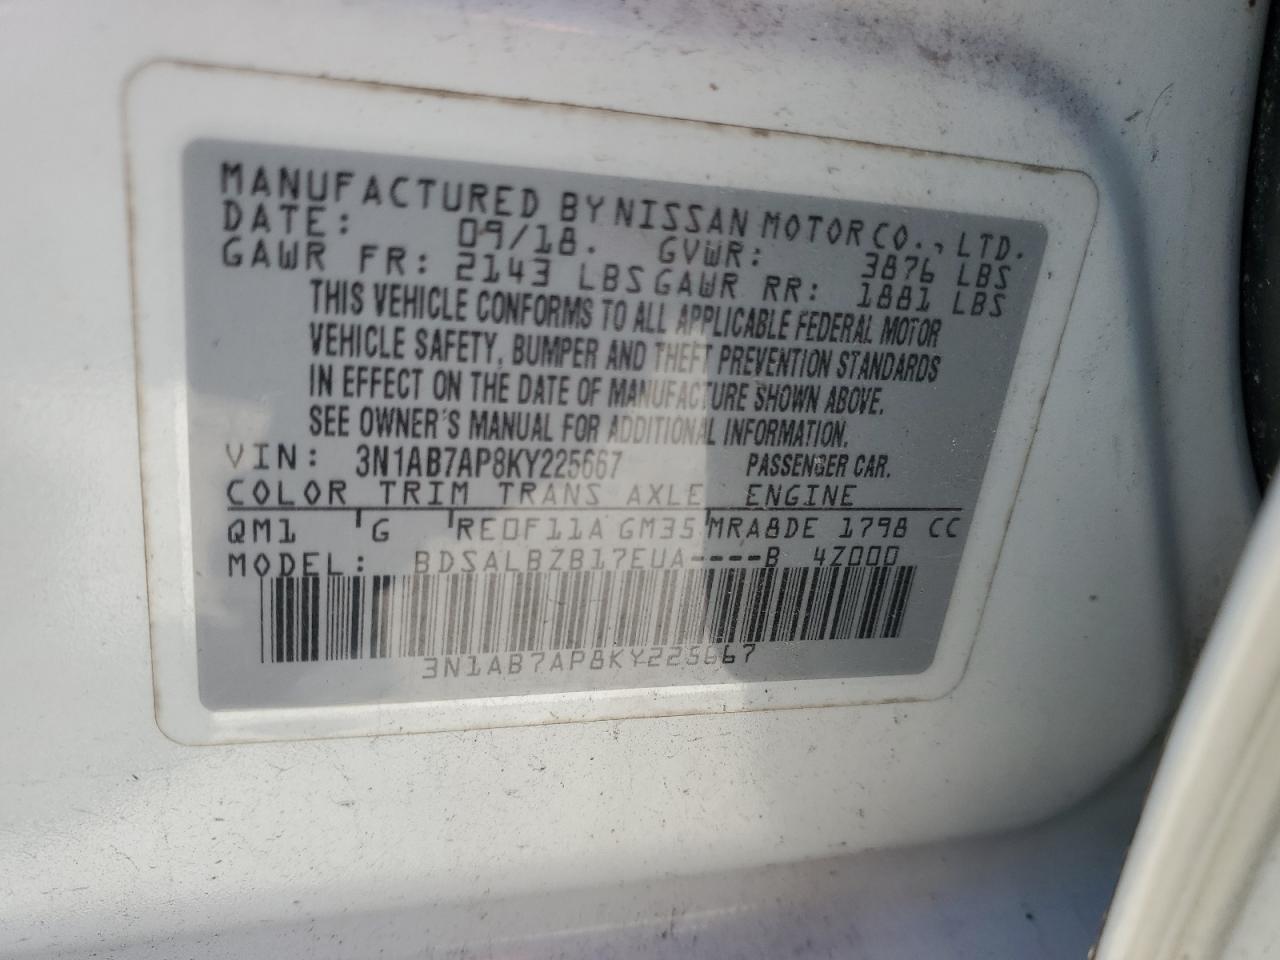 MANUFACTURED BY NISSAN MOTOR CO., LTD.
DATE: 09/18. GVWR: 3876 LBS
GAWR FR: 2143 LBS GAWR RR: 1881 LBS
THIS VEHICLE CONFORMS TO ALL APPLICABLE FEDERAL MOTOR
VEHICLE SAFETY, BUMPER AND THEFT PREVENTION STANDARDS
IN EFFECT ON THE DATE OF MANUFACTURE SHOWN ABOVE.
SEE OWNER'S MANUAL FOR ADDITIONAL INFORMATION.
VIN: 3N1AB7AP8KY225667 PASSENGER CAR.
COLOR TRIM TRANS AXLE ENGINE
QM1 G RE0F11A GM35 MRA8DE 1798 CC
MODEL: BDSALBZB17EUA----B 4Z000
3N1AB7AP8KY225667